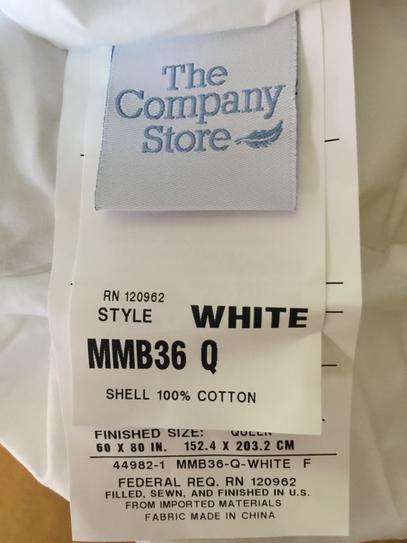 The
Company
Store
RN 120962
STYLE WHITE
MMB36 Q
SHELL 100% COTTON
FINISHED SIZE: QUEEN
60 X 80 IN. 152.4 X 203.2 CM
44982-1 MMB36-Q-WHITE F
FEDERAL REQ. RN 120962
FILLED, SEWN, AND FINISHED IN U.S.
FROM IMPORTED MATERIALS
FABRIC MADE IN CHINA